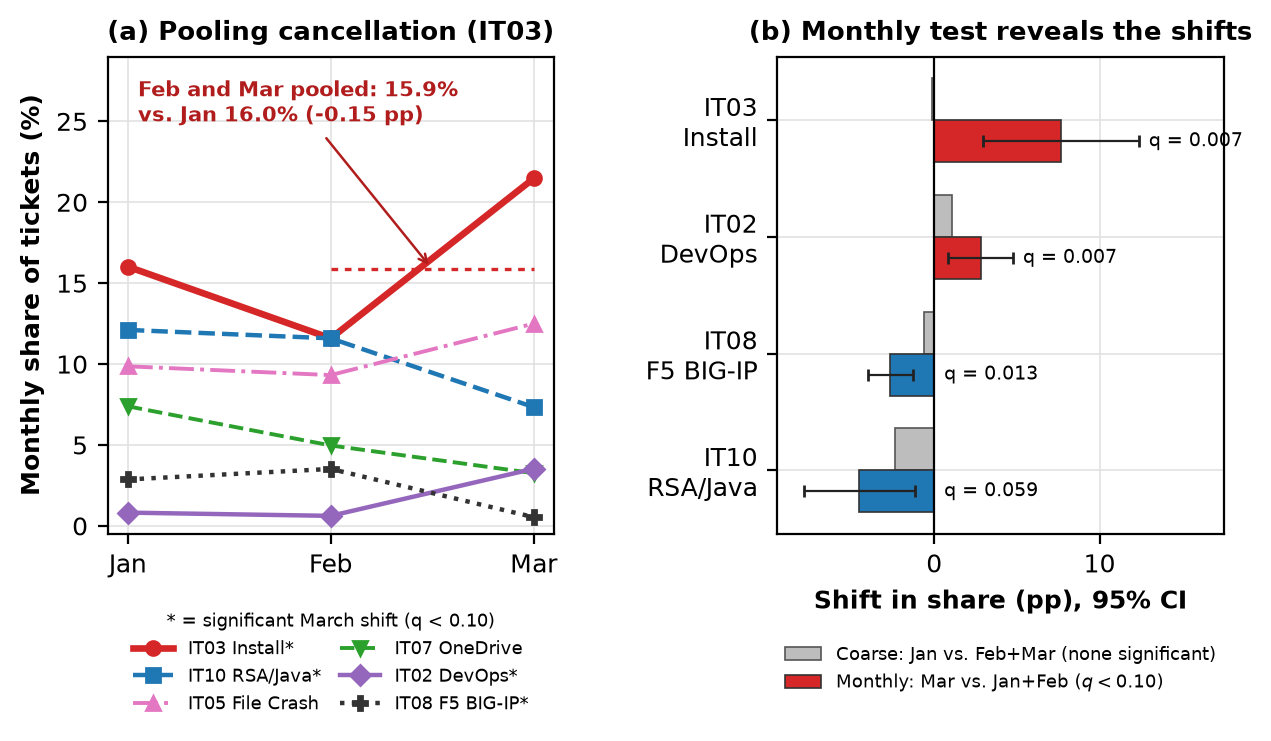 (a) Pooling cancellation (IT03)
Monthly share of tickets (%)
25
20
15
10
5
0
Feb and Mar pooled: 15.9%
vs. Jan 16.0% (-0.15 pp)
Jan
Feb
Mar
* = significant March shift (q < 0.10)
IT03 Install*
IT10 RSA/Java*
IT05 File Crash
IT07 OneDrive
IT02 DevOps*
IT08 F5 BIG-IP*
(b) Monthly test reveals the shifts
IT03
Install
q = 0.007
IT02
DevOps
q = 0.007
IT08
F5 BIG-IP
q = 0.013
IT10
RSA/Java
q = 0.059
0
10
Shift in share (pp), 95% CI
Coarse: Jan vs. Feb+Mar (none significant)
Monthly: Mar vs. Jan+Feb (q < 0.10)